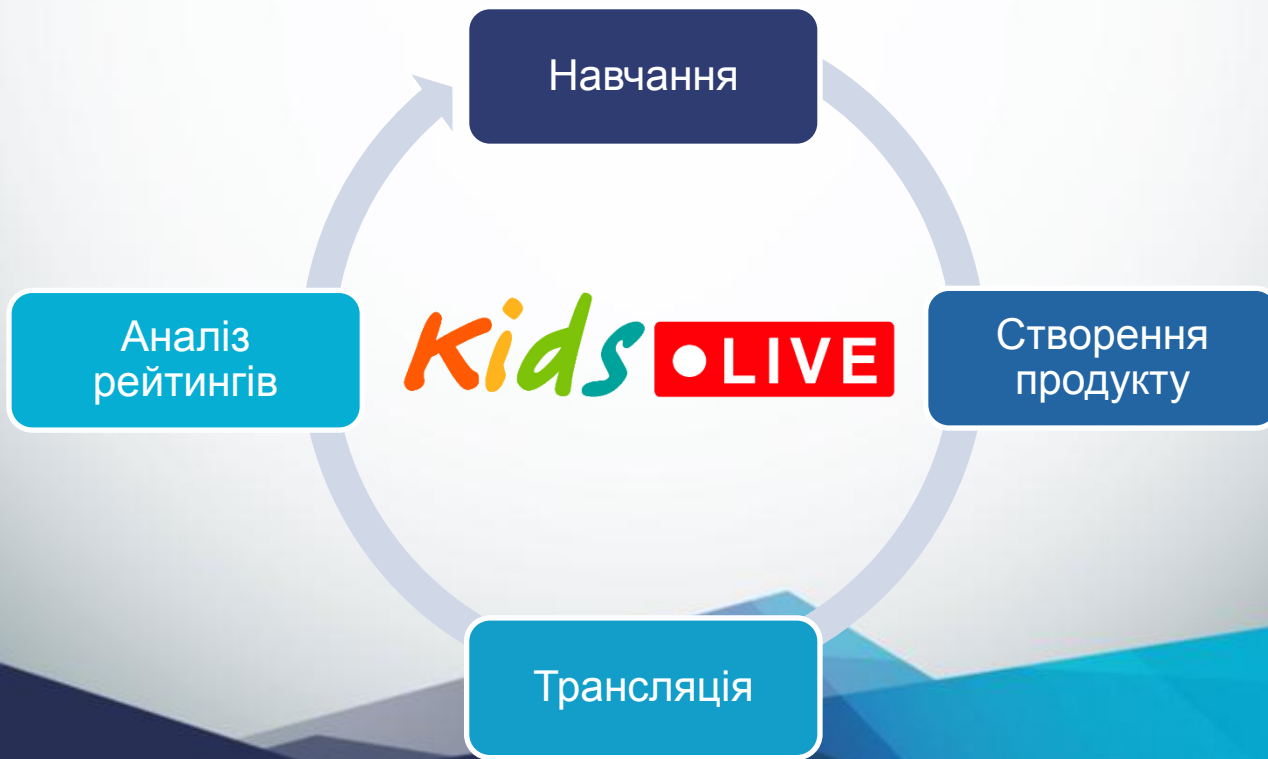 Навчання
Аналіз
рейтингів
Kids LIVE
Створення
продукту
Трансляція